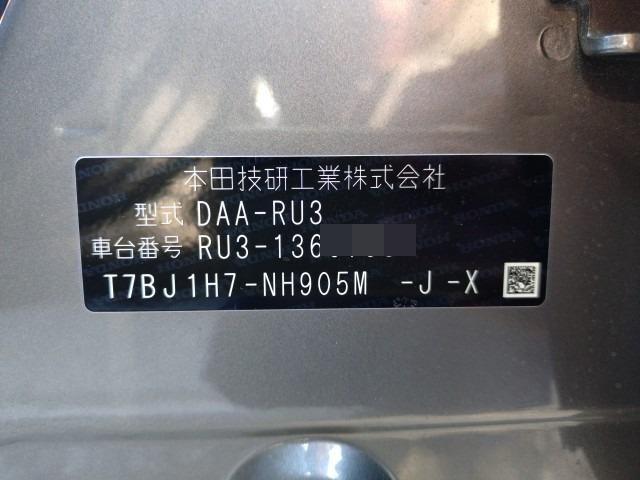 本田技研工業株式会社
型式 DAA-RU3
車台番号 RU3-136
T7BJ1H7-NH905M -J -X